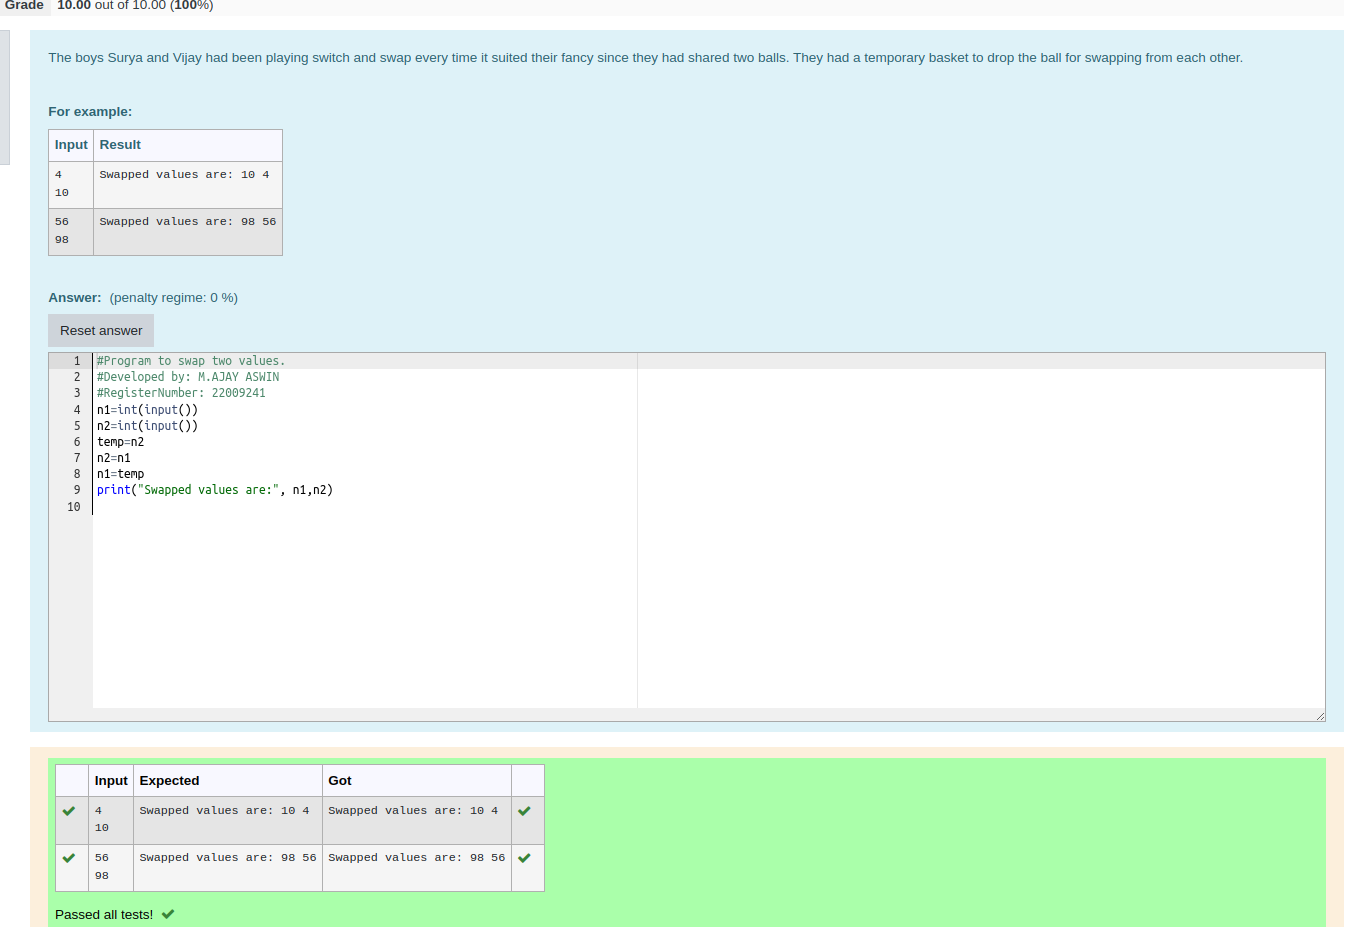 Grade 10.00 out of 10.00 (100%)
The boys Surya and Vijay had been playing switch and swap every time it suited their fancy since they had shared two balls. They had a temporary basket to drop the ball for swapping from each other.
For example:
Input Result
4 Swapped values are: 10 4
10
56 Swapped values are: 98 56
98
Answer: (penalty regime: 0 %)
Reset answer
1 #Program to swap two values.
2 #Developed by: M.AJAY ASWIN
3 #RegisterNumber: 22009241
4 n1=int(input())
5 n2=int(input())
6 temp=n2
7 n2=n1
8 n1=temp
9 print("Swapped values are:", n1,n2)
10
Input Expected Got
4 Swapped values are: 10 4 Swapped values are: 10 4
10
56 Swapped values are: 98 56 Swapped values are: 98 56
98
Passed all tests!